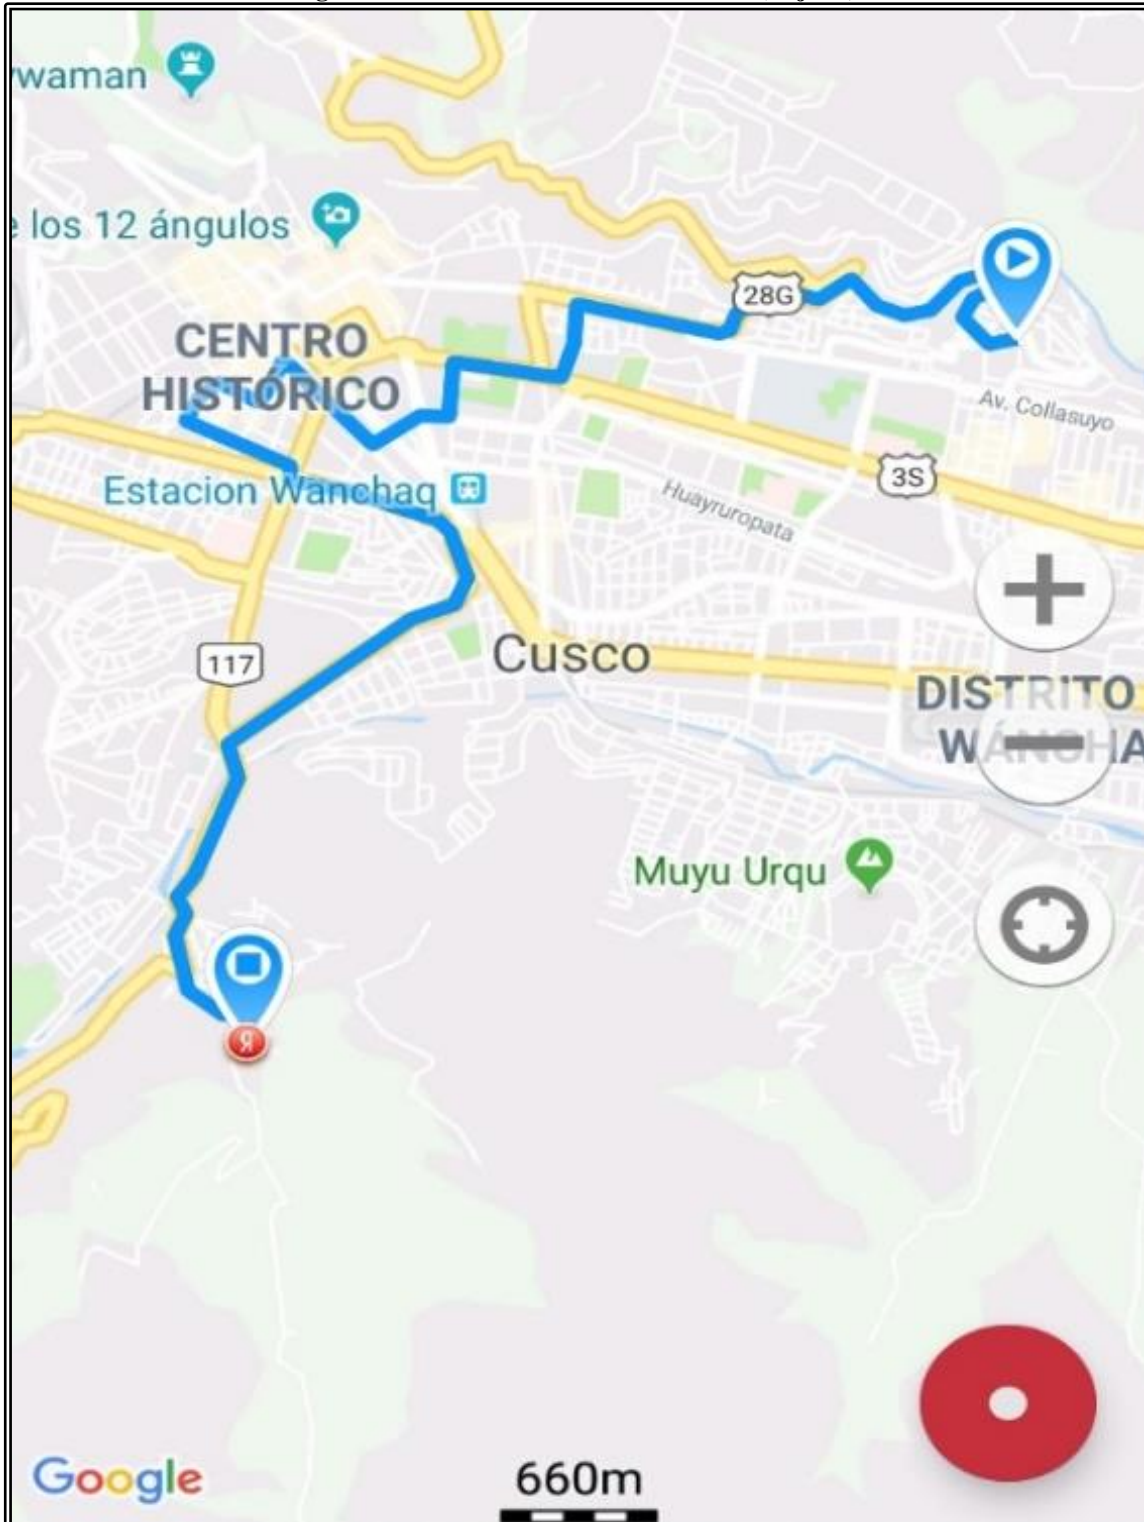 waman
e los 12 ángulos
28G
CENTRO
HISTÓRICO
Av. Collasuyo
3S
Estacion Wanchaq
Huayruropata
117
Cusco
DISTRITO
WÁNCHA
Muyu Urqu
Я
Google
660m